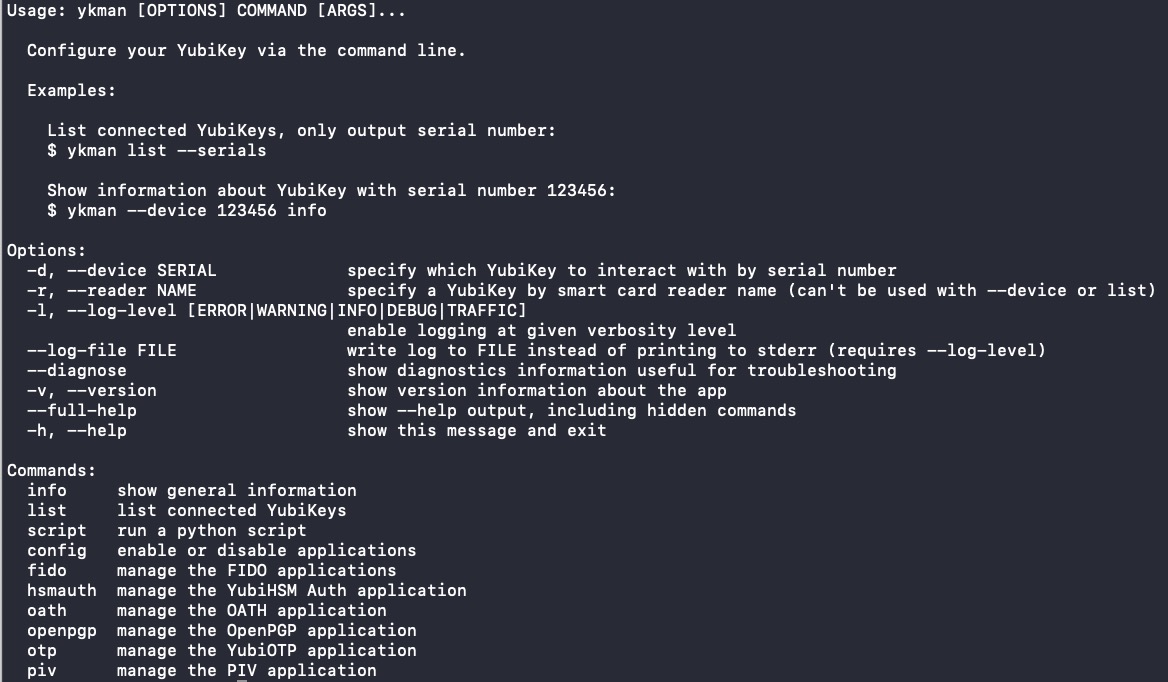 Usage: ykman [OPTIONS] COMMAND [ARGS]...
Configure your YubiKey via the command line.
Examples:
List connected YubiKeys, only output serial number:
$ ykman list --serials
Show information about YubiKey with serial number 123456:
$ ykman --device 123456 info
Options:
-d, --device SERIAL specify which YubiKey to interact with by serial number
-r, --reader NAME specify a YubiKey by smart card reader name (can't be used with --device or list)
-l, --log-level [ERROR|WARNING|INFO|DEBUG|TRAFFIC]
enable logging at given verbosity level
--log-file FILE write log to FILE instead of printing to stderr (requires --log-level)
--diagnose show diagnostics information useful for troubleshooting
-v, --version show version information about the app
--full-help show --help output, including hidden commands
-h, --help show this message and exit
Commands:
info show general information
list list connected YubiKeys
script run a python script
config enable or disable applications
fido manage the FIDO applications
hsmauth manage the YubiHSM Auth application
oath manage the OATH application
openpgp manage the OpenPGP application
otp manage the YubiOTP application
piv manage the PIV application